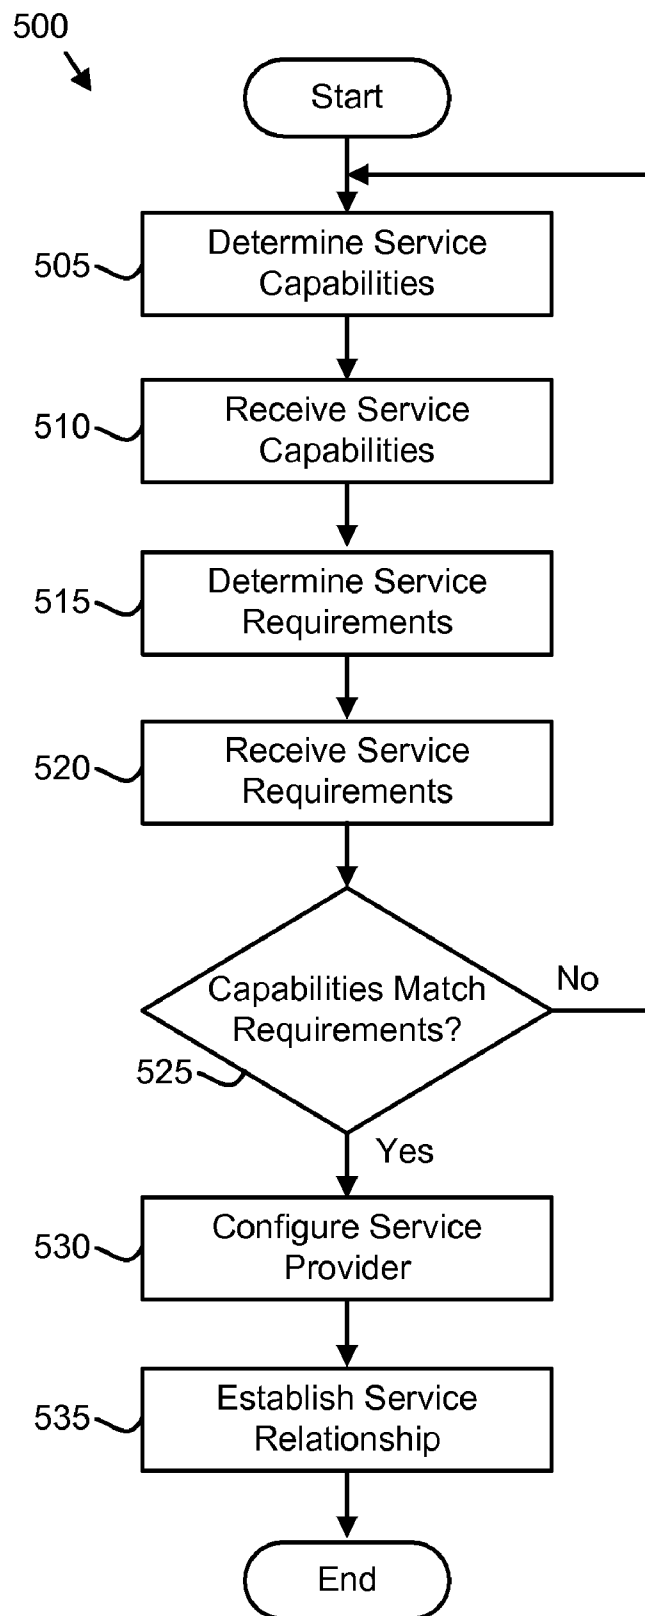 500
Start
505
Determine Service
Capabilities
510
Receive Service
Capabilities
515
Determine Service
Requirements
520
Receive Service
Requirements
Capabilities Match
Requirements?
No
525
Yes
530
Configure Service
Provider
535
Establish Service
Relationship
End